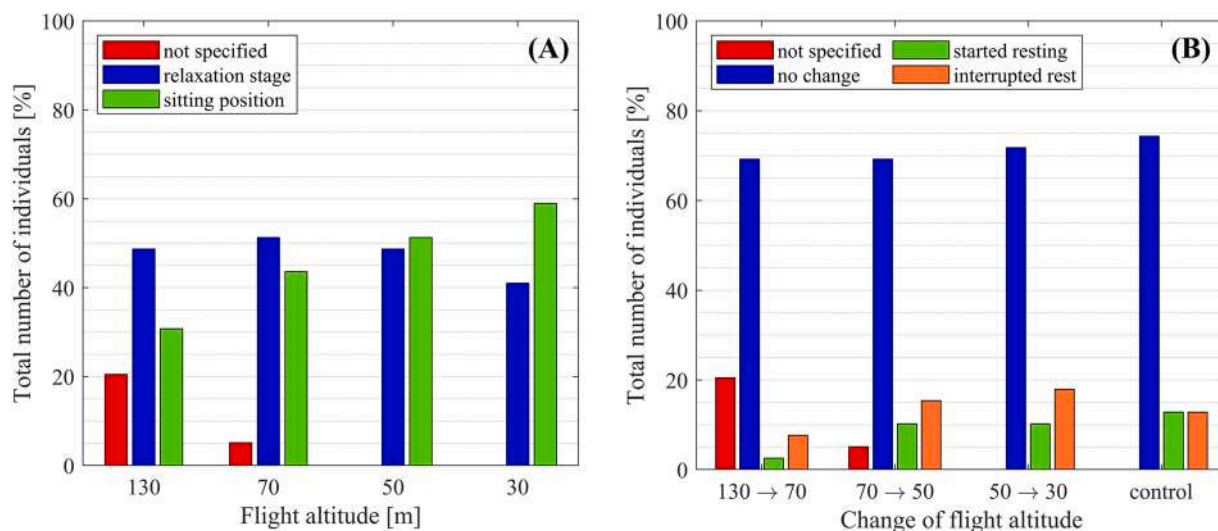 100
80
60
40
20
0
Total number of individuals [%]
not specified
relaxation stage
sitting position
(A)
130 70 50 30
Flight altitude [m]
100
80
60
40
20
0
Total number of individuals [%]
not specified started resting
no change interrupted rest
(B)
130 → 70 70 → 50 50 → 30 control
Change of flight altitude